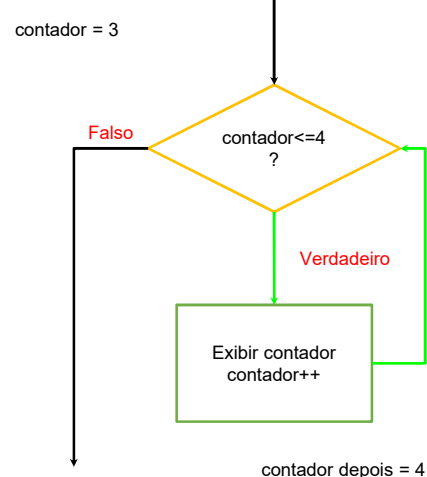 contador = 3
Falso
contador<=4
?
Verdadeiro
Exibir contador
contador++
contador depois = 4